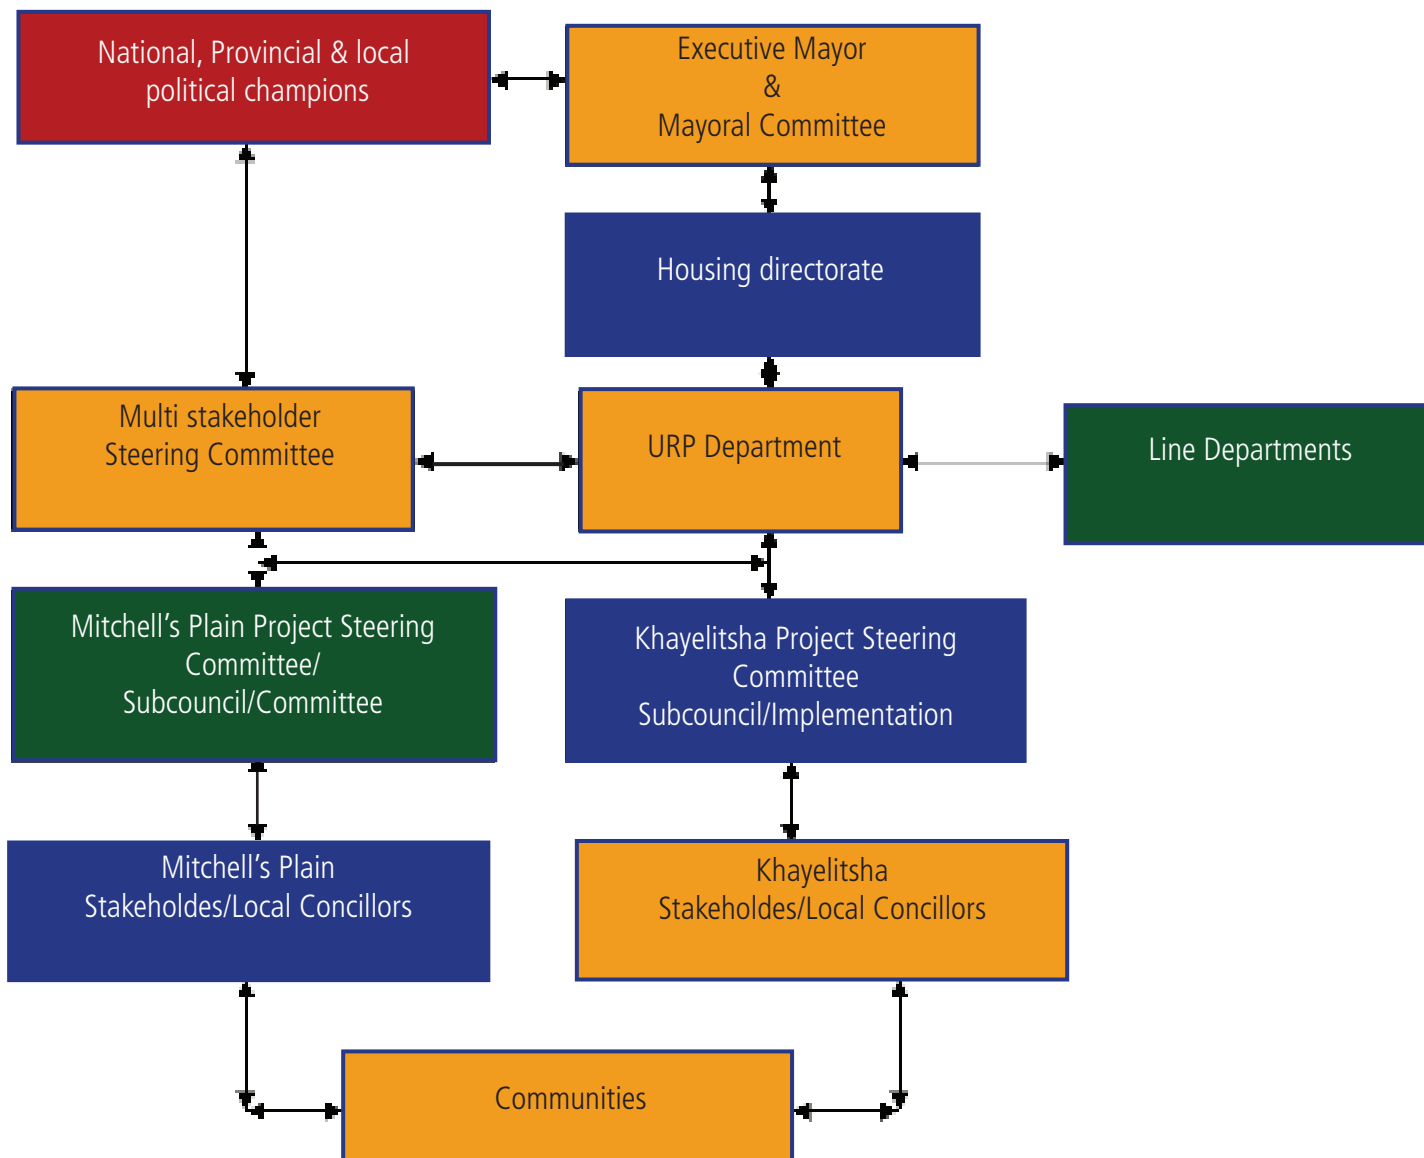 National, Provincial & local
political champions
Executive Mayor
&
Mayoral Committee
Housing directorate
Multi stakeholder
Steering Committee
URP Department
Line Departments
Mitchell’s Plain Project Steering
Committee/
Subcouncil/Committee
Khayelitsha Project Steering
Committee
Subcouncil/Implementation
Mitchell’s Plain
Stakeholdes/Local Concillors
Khayelitsha
Stakeholdes/Local Concillors
Communities